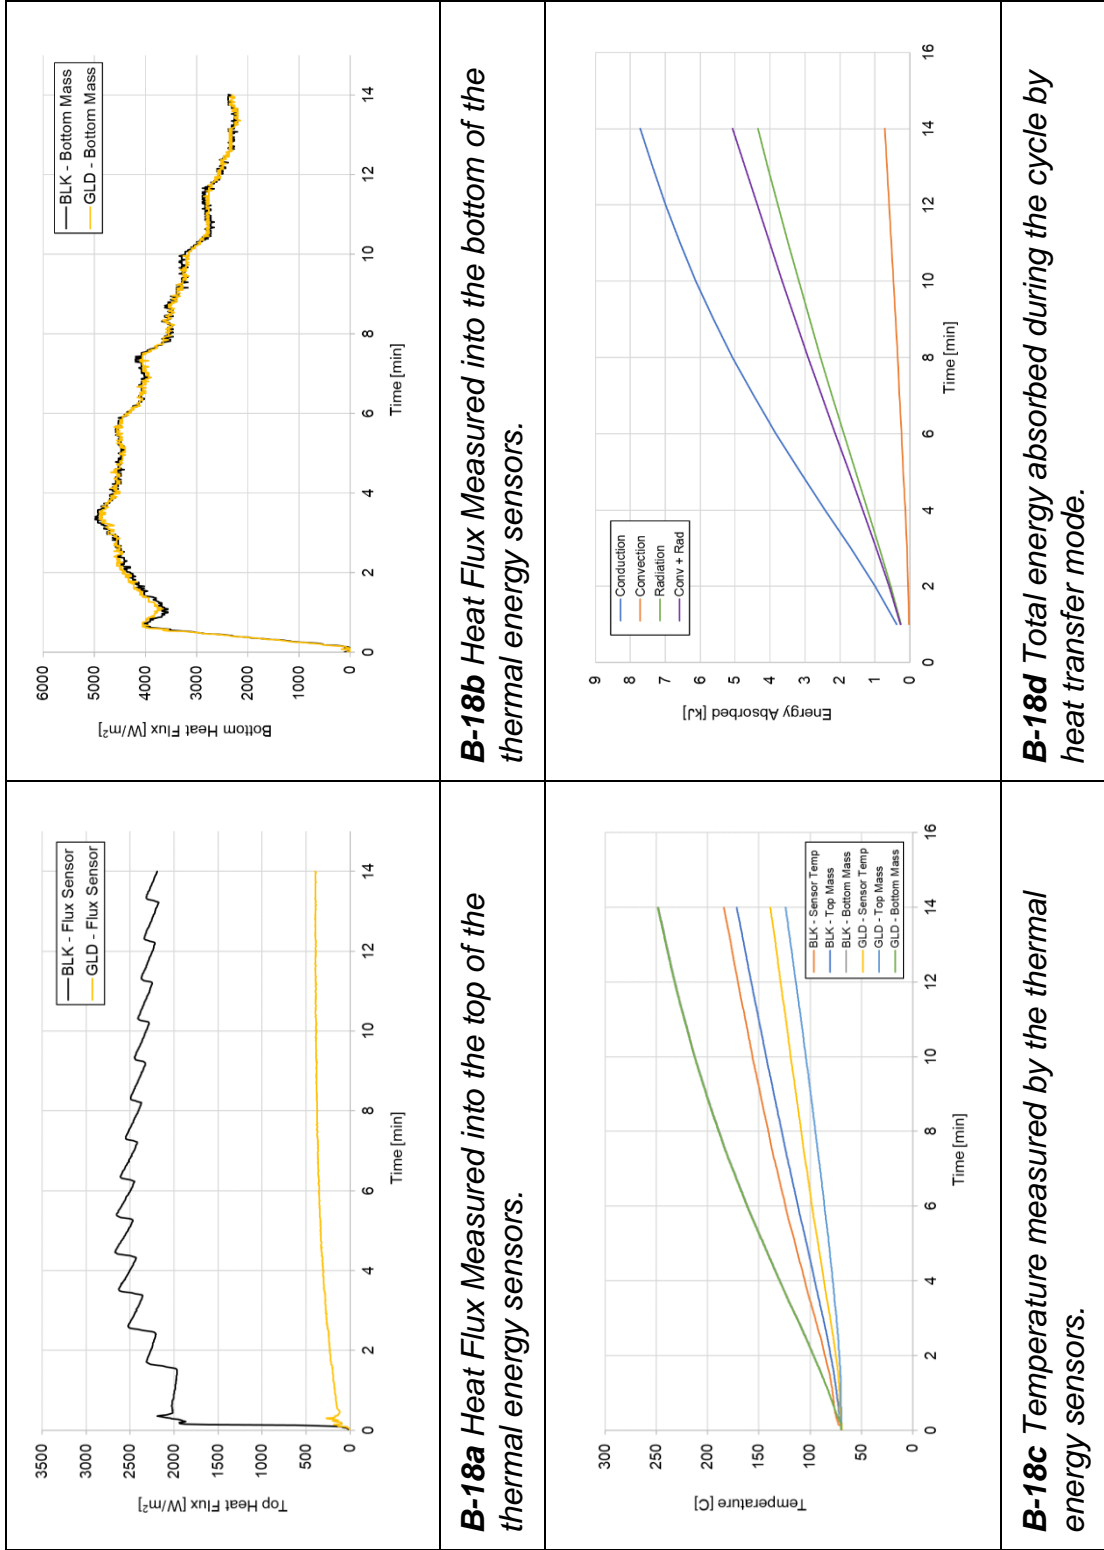 3500
3000
2500
2000
1500
1000
500
0
Top Heat Flux [W/m²]
0
2
4
6
8
10
12
14
Time [min]
BLK - Flux Sensor
GLD - Flux Sensor
6000
5000
4000
3000
2000
1000
0
Bottom Heat Flux [W/m²]
0
2
4
6
8
10
12
14
Time [min]
BLK - Bottom Mass
GLD - Bottom Mass
B-18a Heat Flux Measured into the top of the
thermal energy sensors.
B-18b Heat Flux Measured into the bottom of the
thermal energy sensors.
300
250
200
150
100
50
0
Temperature [C]
0
2
4
6
8
10
12
14
16
Time [min]
BLK - Sensor Temp
BLK - Top Mass
BLK - Bottom Mass
GLD - Sensor Temp
GLD - Top Mass
GLD - Bottom Mass
9
8
7
6
5
4
3
2
1
0
Energy Absorbed [kJ]
0
2
4
6
8
10
12
14
16
Time [min]
Conduction
Convection
Radiation
Conv + Rad
B-18c Temperature measured by the thermal
energy sensors.
B-18d Total energy absorbed during the cycle by
heat transfer mode.